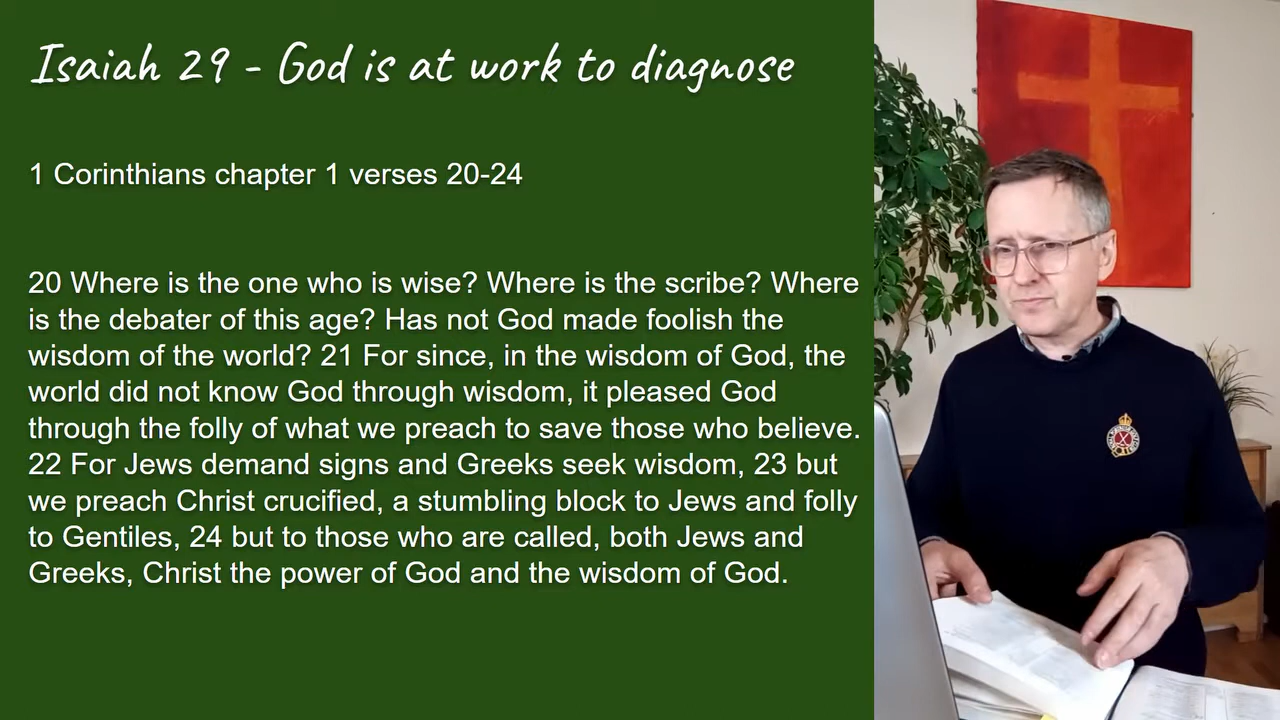 Isaiah 29 - God is at work to diagnose
1 Corinthians chapter 1 verses 20-24
20 Where is the one who is wise? Where is the scribe? Where
is the debater of this age? Has not God made foolish the
wisdom of the world? 21 For since, in the wisdom of God, the
world did not know God through wisdom, it pleased God
through the folly of what we preach to save those who believe.
22 For Jews demand signs and Greeks seek wisdom, 23 but
we preach Christ crucified, a stumbling block to Jews and folly
to Gentiles, 24 but to those who are called, both Jews and
Greeks, Christ the power of God and the wisdom of God.